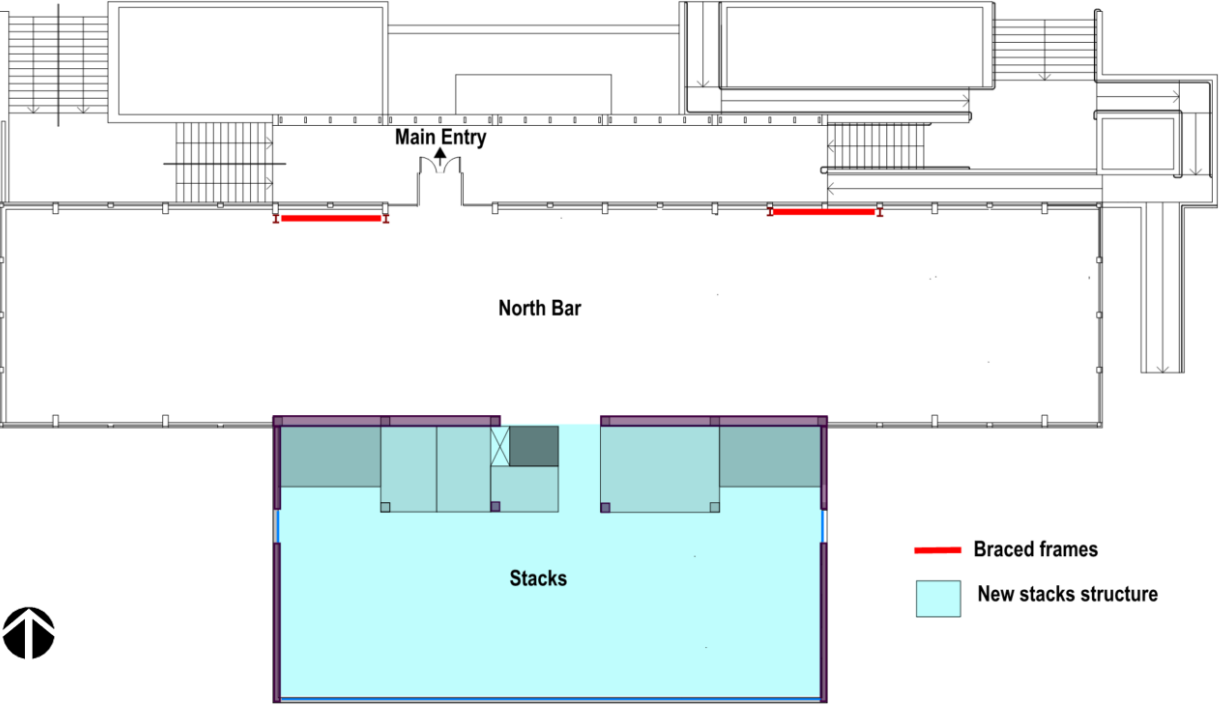 Main Entry
North Bar
Stacks
Braced frames
New stacks structure